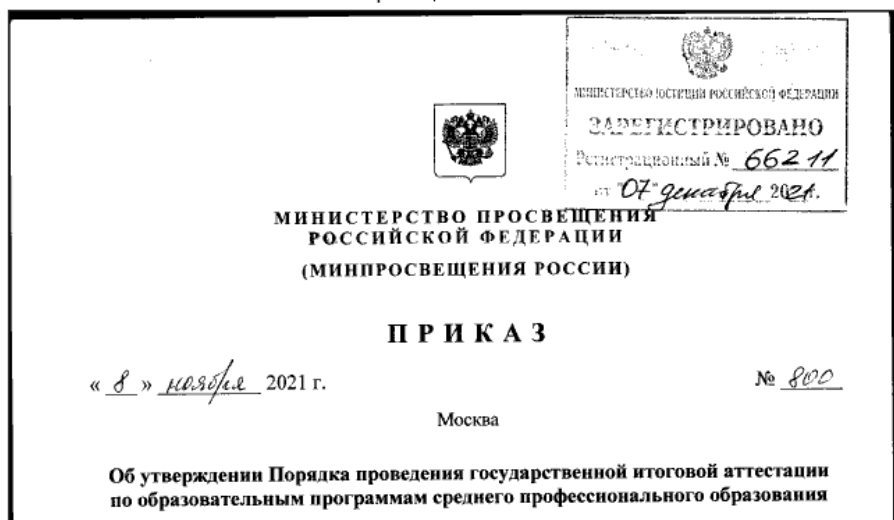 МИНИСТЕРСТВО ЮСТИЦИИ РОССИЙСКОЙ ФЕДЕРАЦИИ
ЗАРЕГИСТРИРОВАНО
Регистрационный № 66211
от "07" декабря 2021.
МИНИСТЕРСТВО ПРОСВЕЩЕНИЯ
РОССИЙСКОЙ ФЕДЕРАЦИИ
(МИНПРОСВЕЩЕНИЯ РОССИИ)
ПРИКАЗ
« 8 » ноября 2021 г.
№ 800
Москва
Об утверждении Порядка проведения государственной итоговой аттестации
по образовательным программам среднего профессионального образования